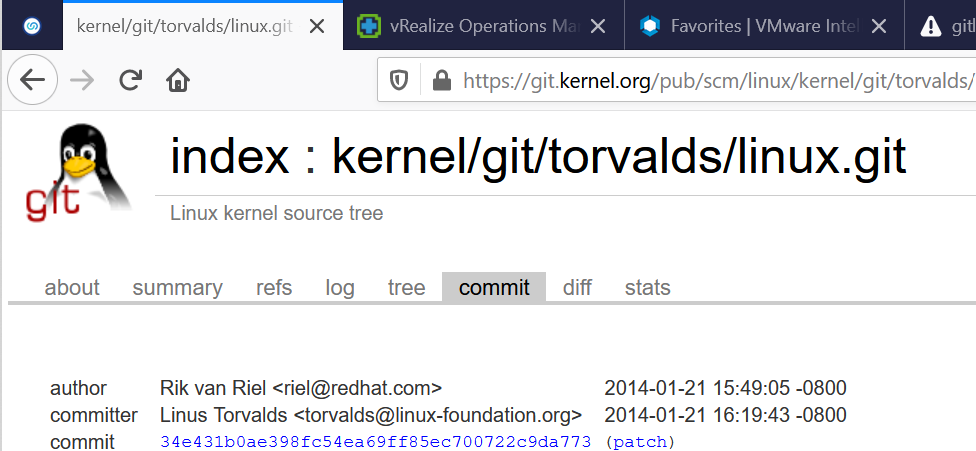 kernel/git/torvalds/linux.git
vRealize Operations Ma
Favorites | VMware Intel
https://git.kernel.org/pub/scm/linux/kernel/git/torvalds/
git
index : kernel/git/torvalds/linux.git
Linux kernel source tree
about summary refs log tree commit diff stats
author Rik van Riel <riel@redhat.com> 2014-01-21 15:49:05 -0800
committer Linus Torvalds <torvalds@linux-foundation.org> 2014-01-21 16:19:43 -0800
commit 34e431b0ae398fc54ea69ff85ec700722c9da773 (patch)